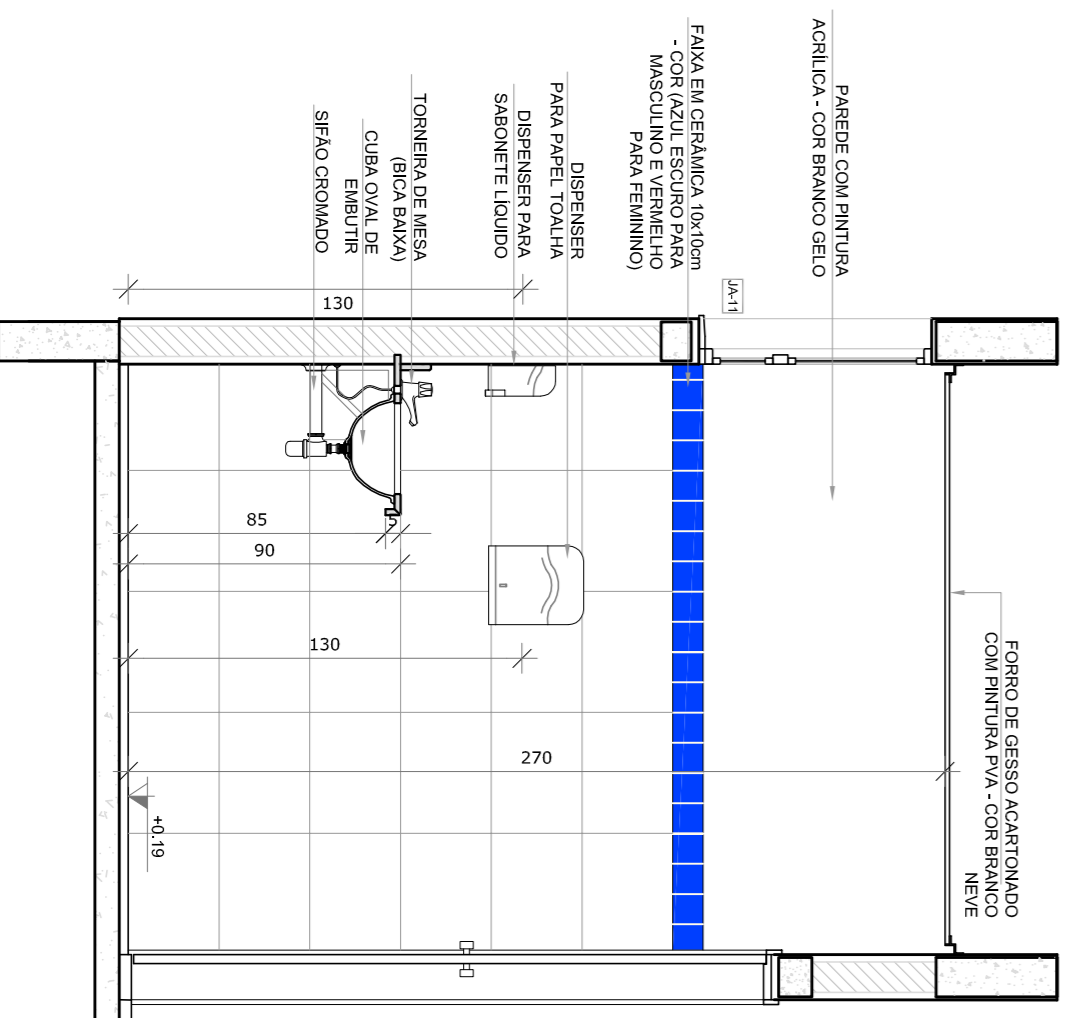 PAREDE COM PINTURA
ACRÍLICA - COR BRANCO GELO
FAIXA EM CERÂMICA 10x10cm
- COR (AZUL ESCURO PARA
MASCULINO E VERMELHO
PARA FEMININO)
DISPENSER
PARA PAPEL TOALHA
DISPENSER PARA
SABONETE LÍQUIDO
TORNEIRA DE MESA
(BICA BAIXA)
CUBA OVAL DE
EMBUTIR
SIFÃO CROMADO
JA-11
130
85
5
90
130
270
+0.19
FORRO DE GESSO ACARTONADO
COM PINTURA PVA - COR BRANCO
NEVE